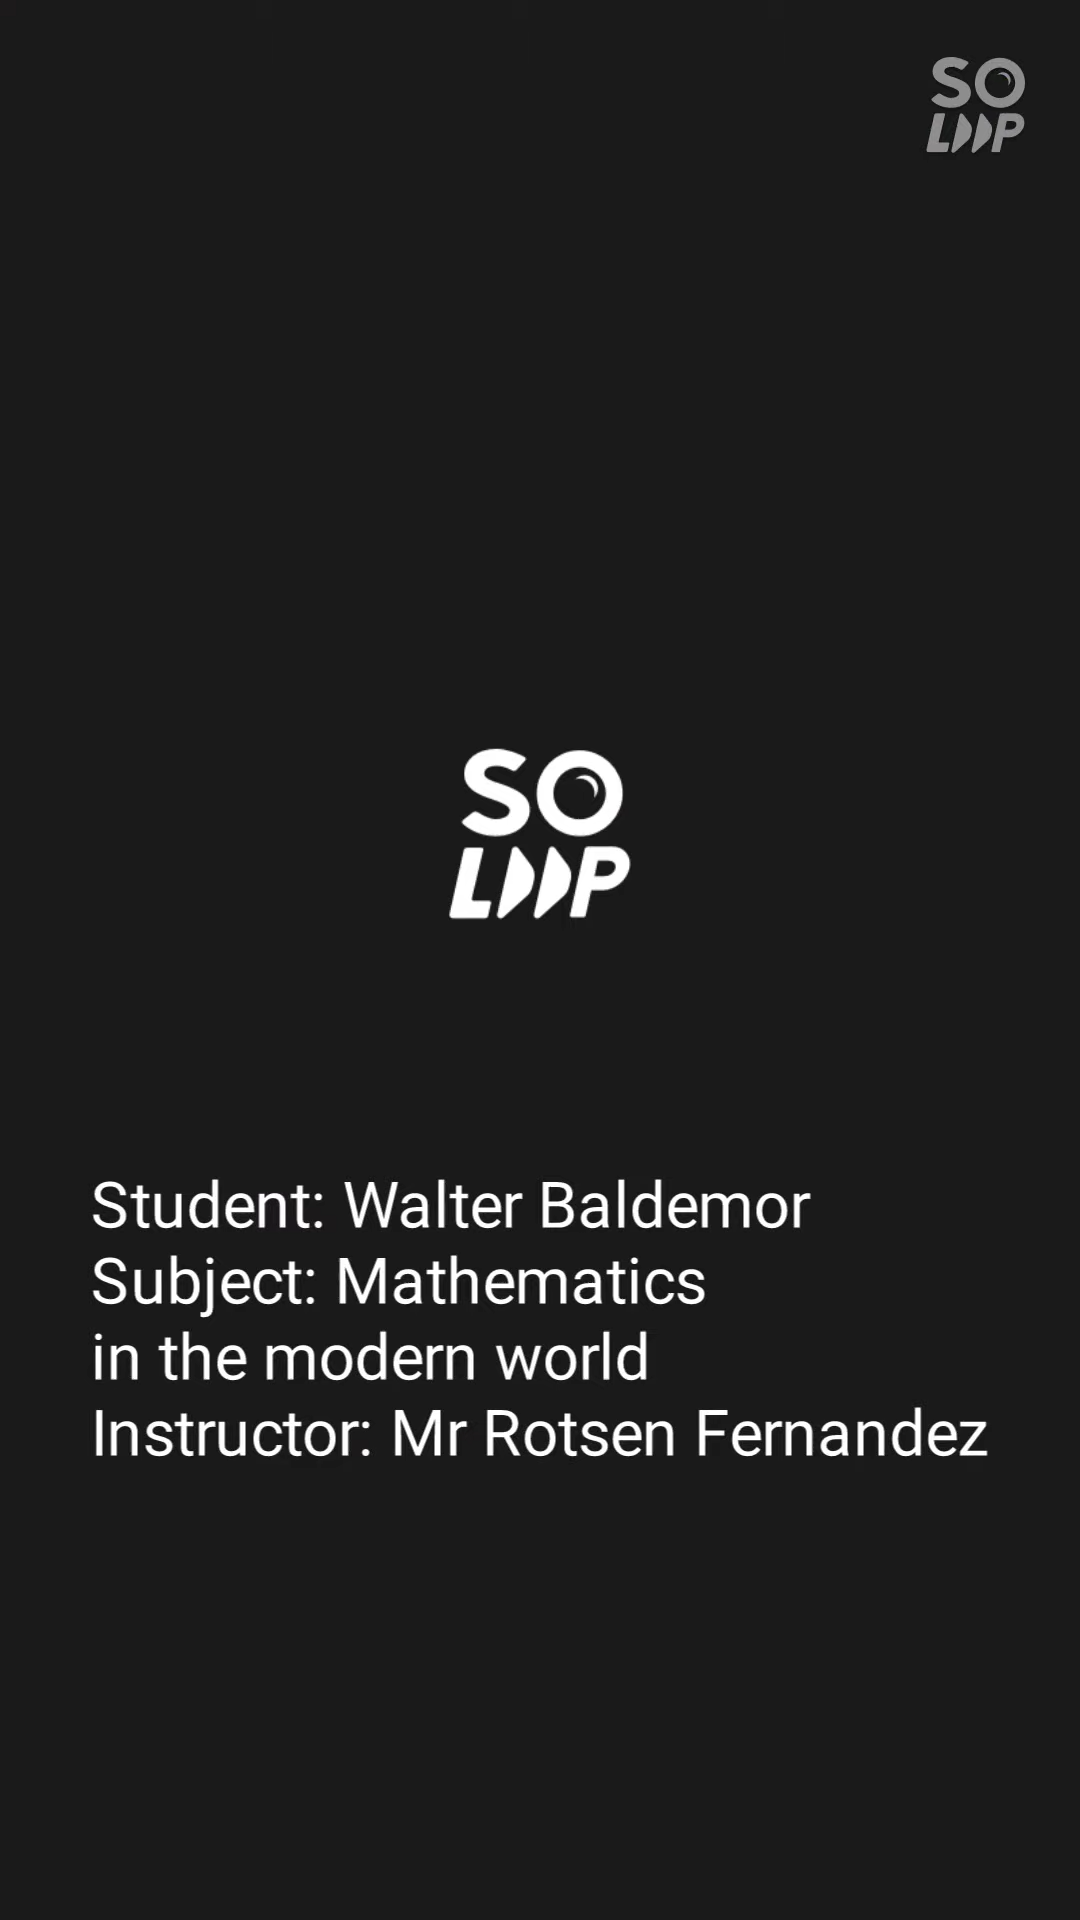 SO
LOOP
SO
LOOP
Student: Walter Baldemor
Subject: Mathematics
in the modern world
Instructor: Mr Rotsen Fernandez